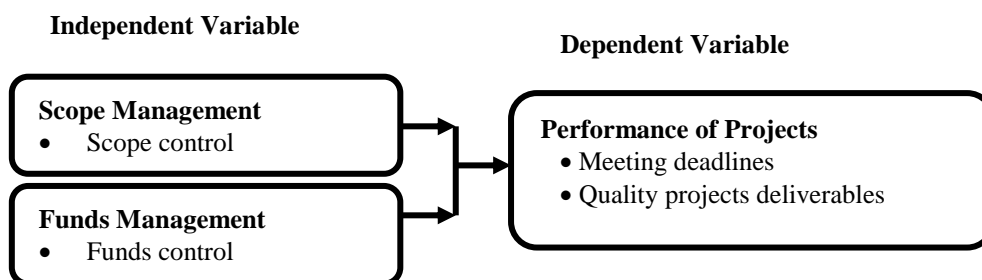 Independent Variable
Dependent Variable
Scope Management
• Scope control
Funds Management
• Funds control
Performance of Projects
• Meeting deadlines
• Quality projects deliverables